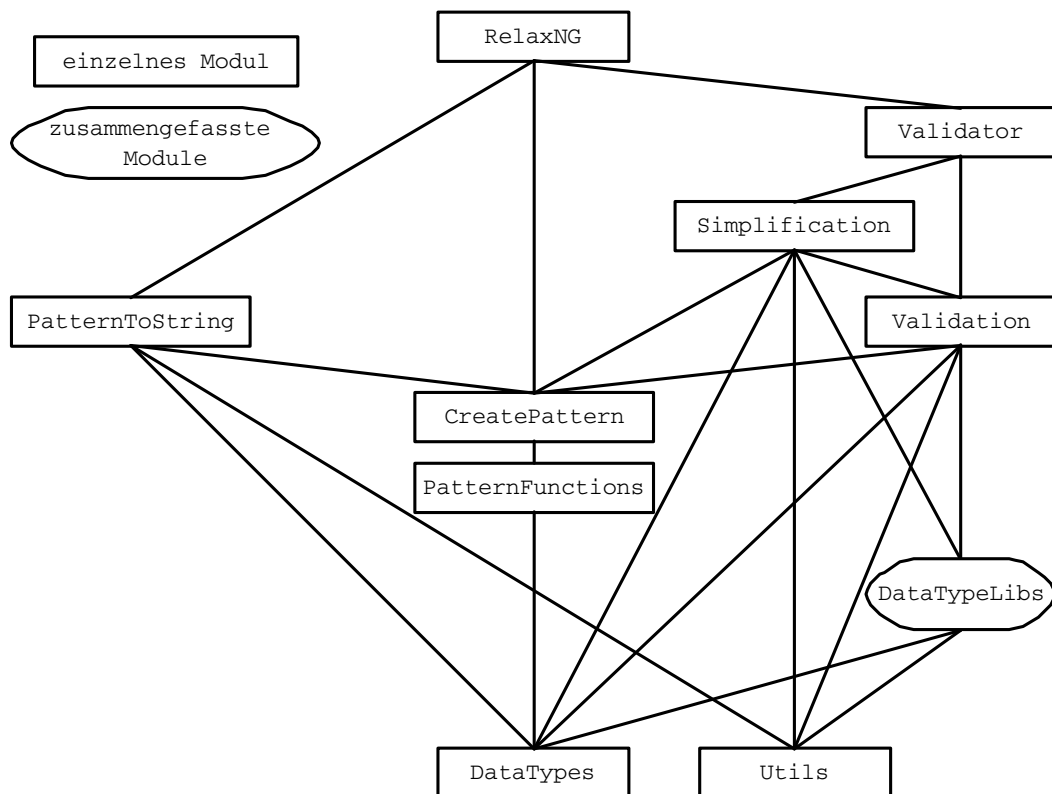 RelaxNG
einzelnes Modul
zusammengefasste
Module
Validator
Simplification
PatternToString
Validation
CreatePattern
PatternFunctions
DataTypeLibs
DataTypes
Utils